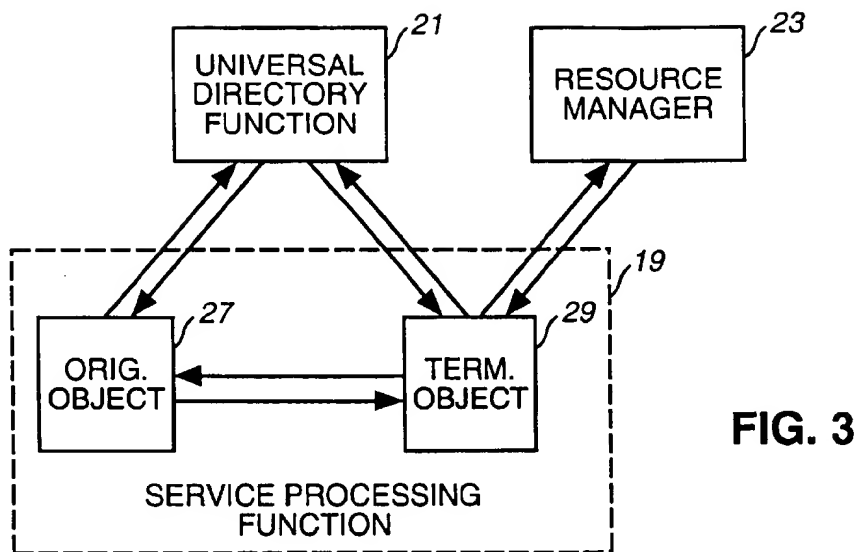 21
UNIVERSAL
DIRECTORY
FUNCTION
23
RESOURCE
MANAGER
19
27
ORIG.
OBJECT
29
TERM.
OBJECT
SERVICE PROCESSING
FUNCTION
FIG. 3